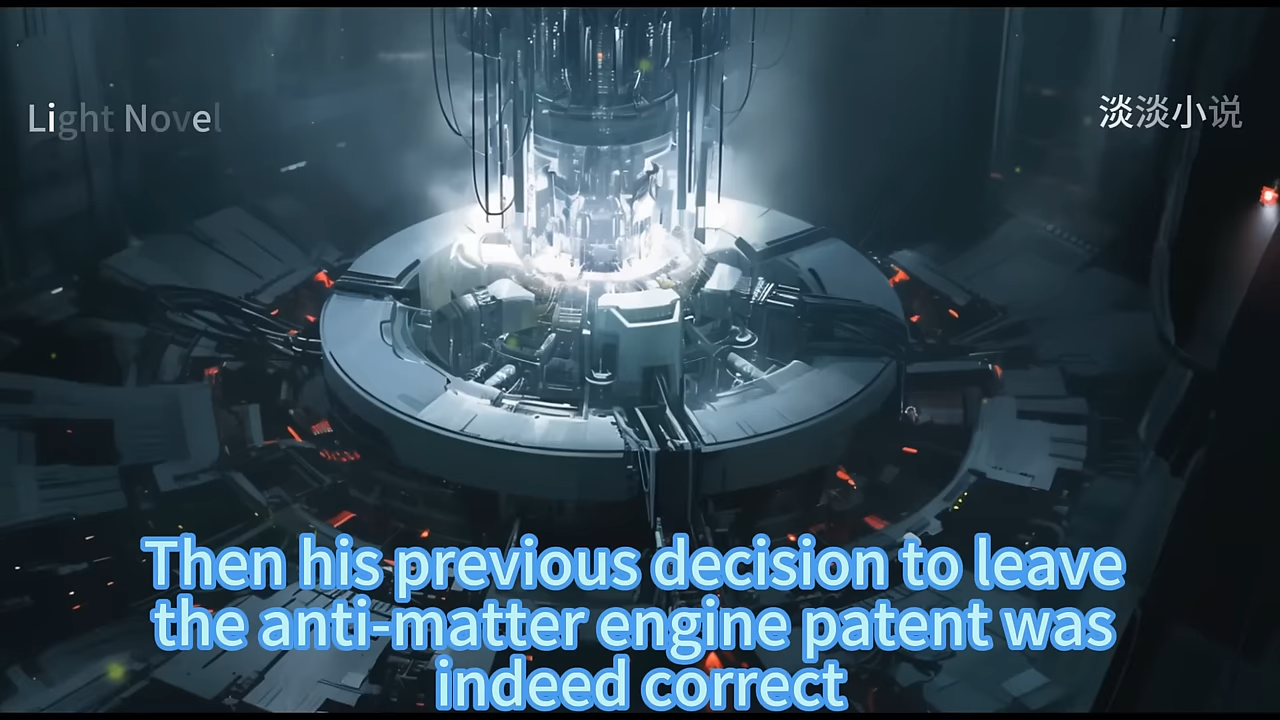 Light Novel
淡淡小说
Then his previous decision to leave
the anti-matter engine patent was
indeed correct